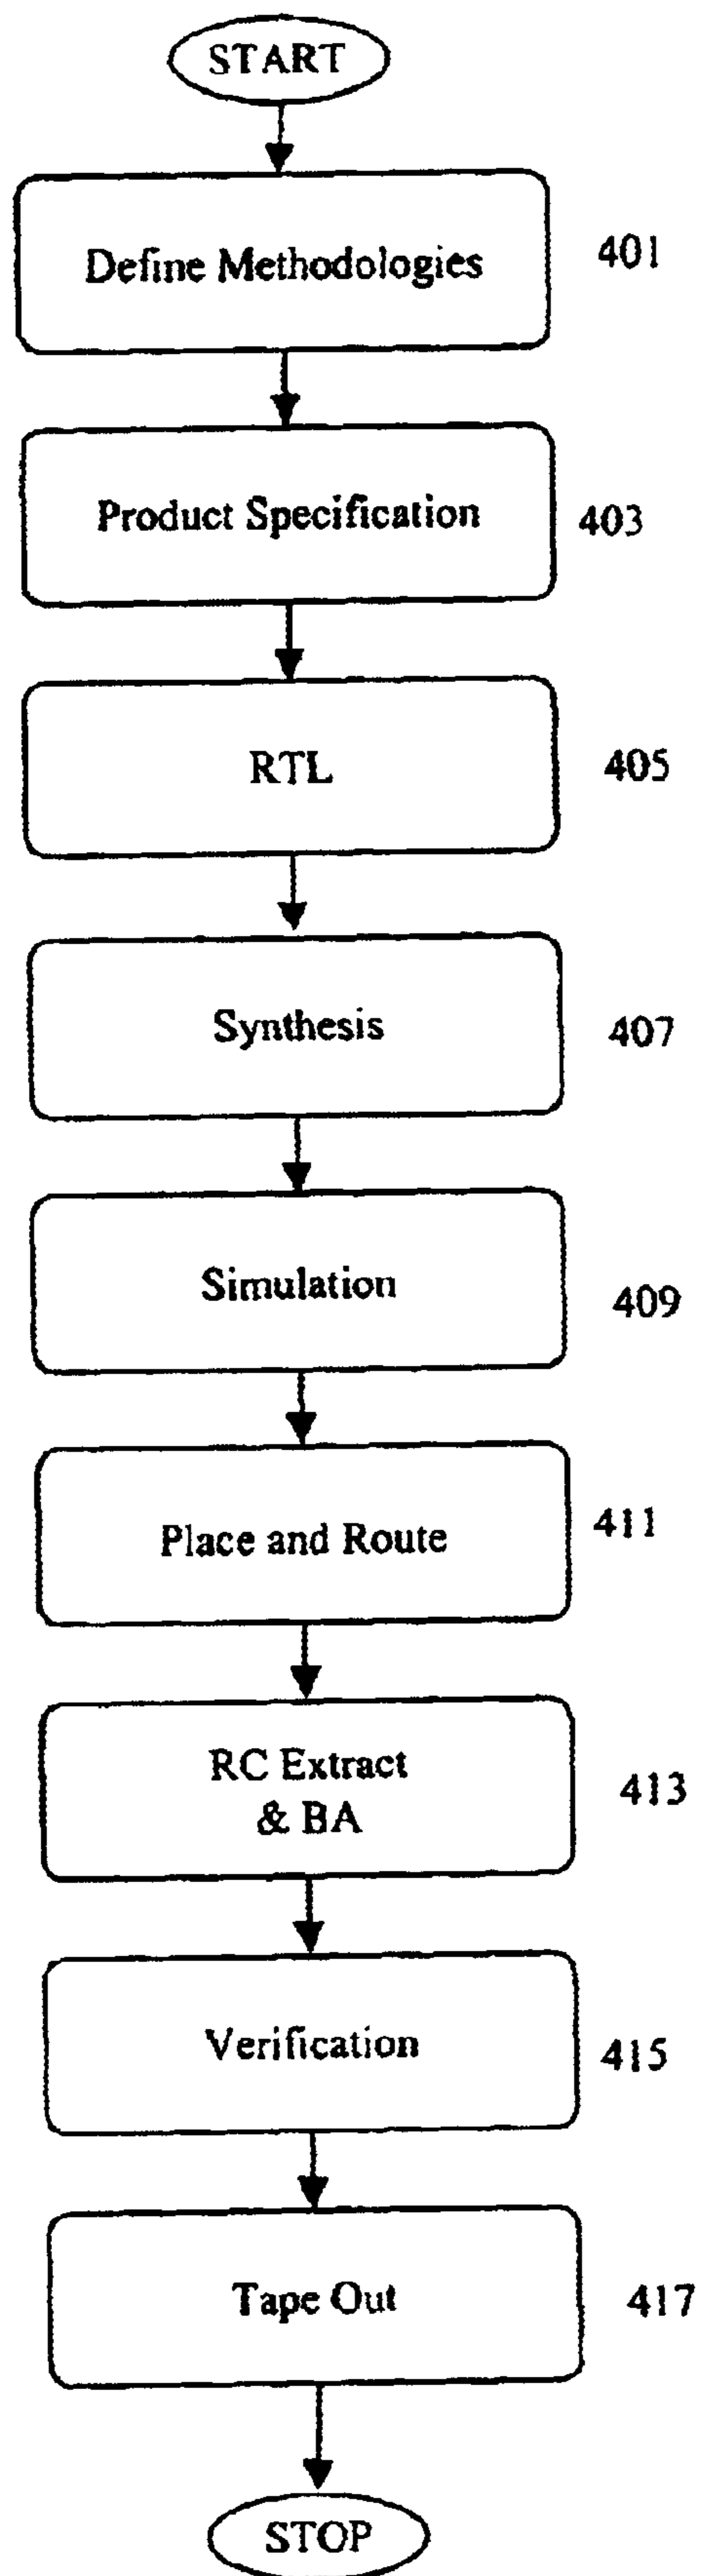 START
Define Methodologies
401
Product Specification
403
RTL
405
Synthesis
407
Simulation
409
Place and Route
411
RC Extract
& BA
413
Verification
415
Tape Out
417
STOP